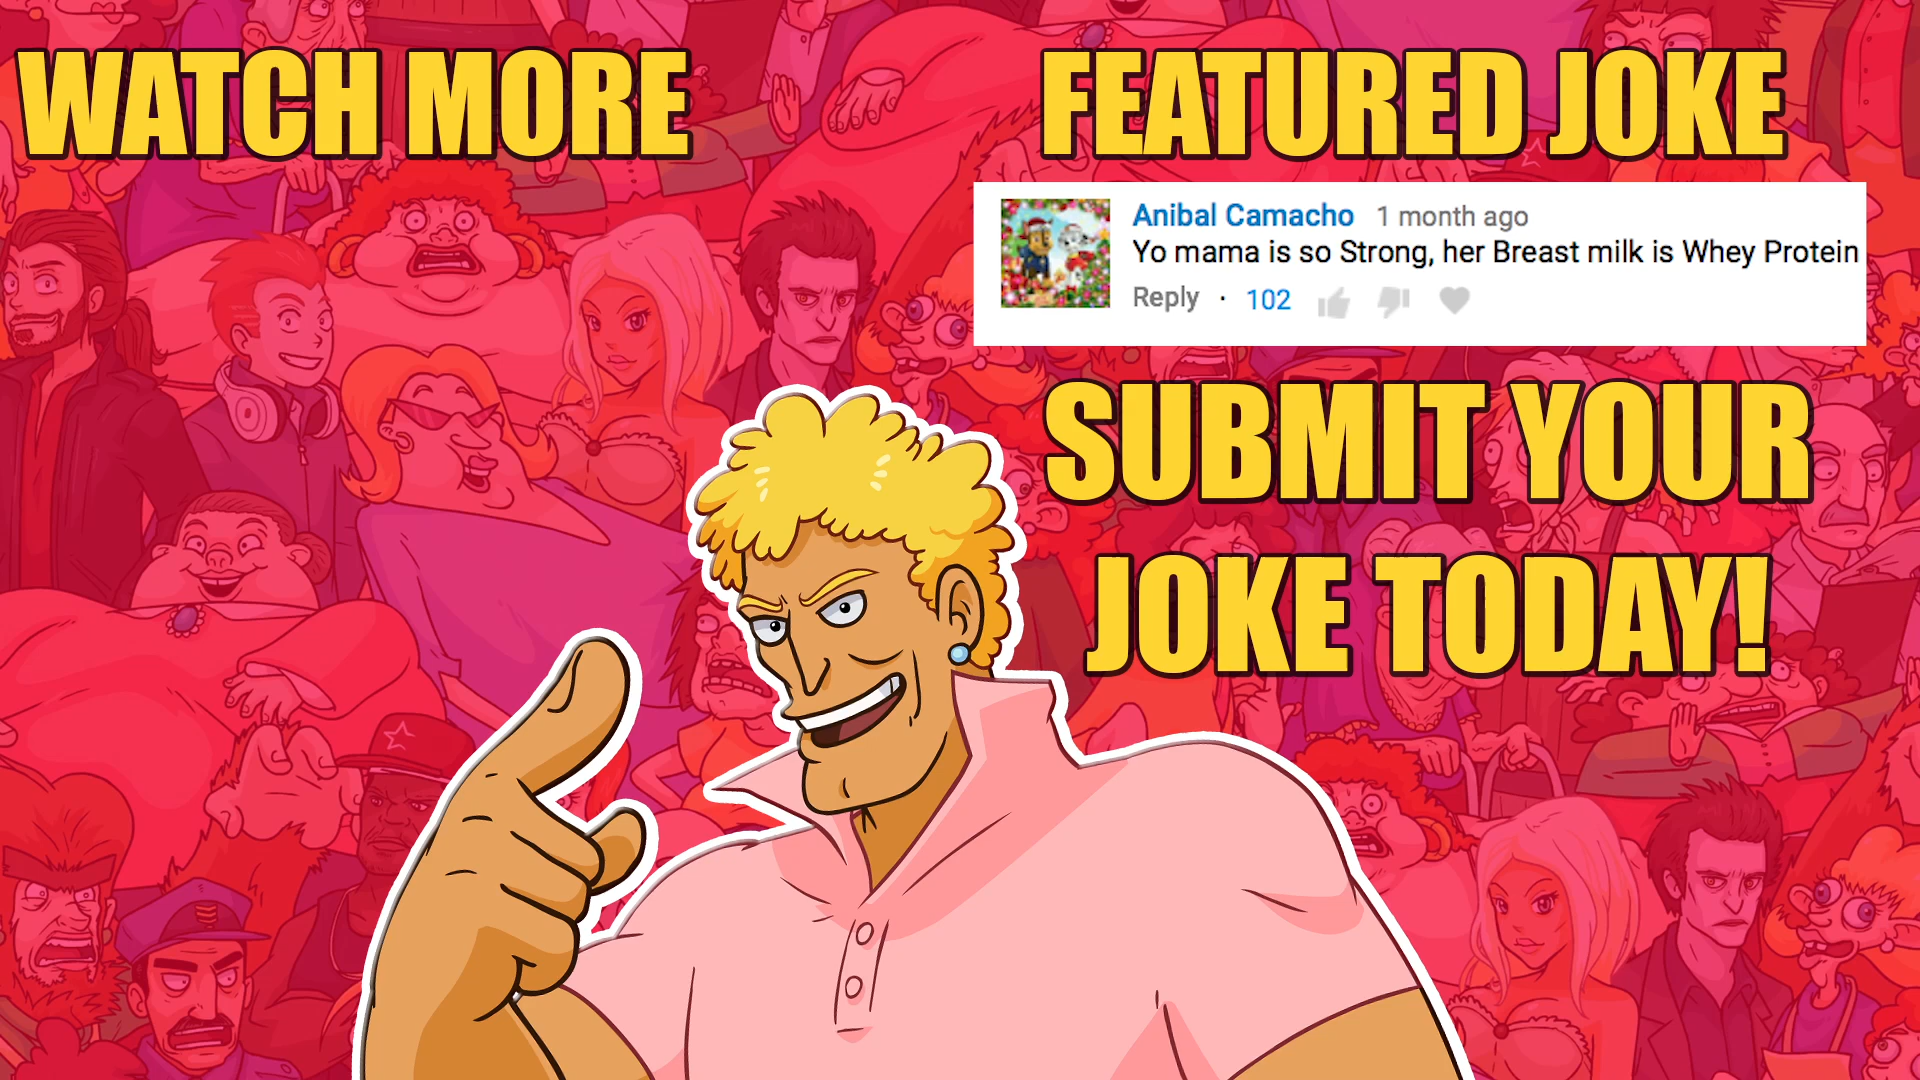 WATCH MORE
FEATURED JOKE
Anibal Camacho 1 month ago
Yo mama is so Strong, her Breast milk is Whey Protein
Reply · 102
SUBMIT YOUR
JOKE TODAY!